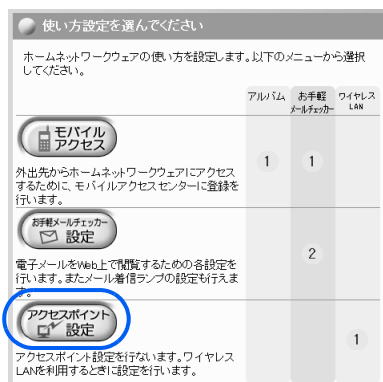 使い方設定を選んでください
ホームネットワークウェアの使い方を設定します。以下のメニューから選択
してください。
アルバム お手軽メールチェッカー ワイヤレスLAN
モバイル
アクセス
外出先からホームネットワークウェアにアクセス
するために、モバイルアクセスセンターに登録を
行います。
1 1
お手軽メールチェッカー
設定
電子メールをWeb上で閲覧するための各設定を
行います。またメール着信ランプの設定も行えま
す。
2
アクセスポイント
設定
アクセスポイント設定を行ないます。ワイヤレス
LANを利用するときに設定を行います。
1